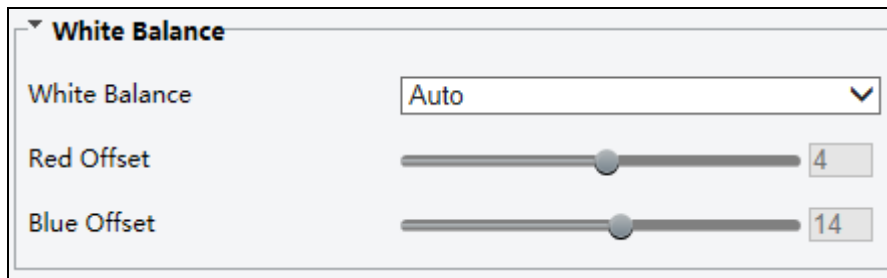 White Balance
White Balance Auto
Red Offset 4
Blue Offset 14